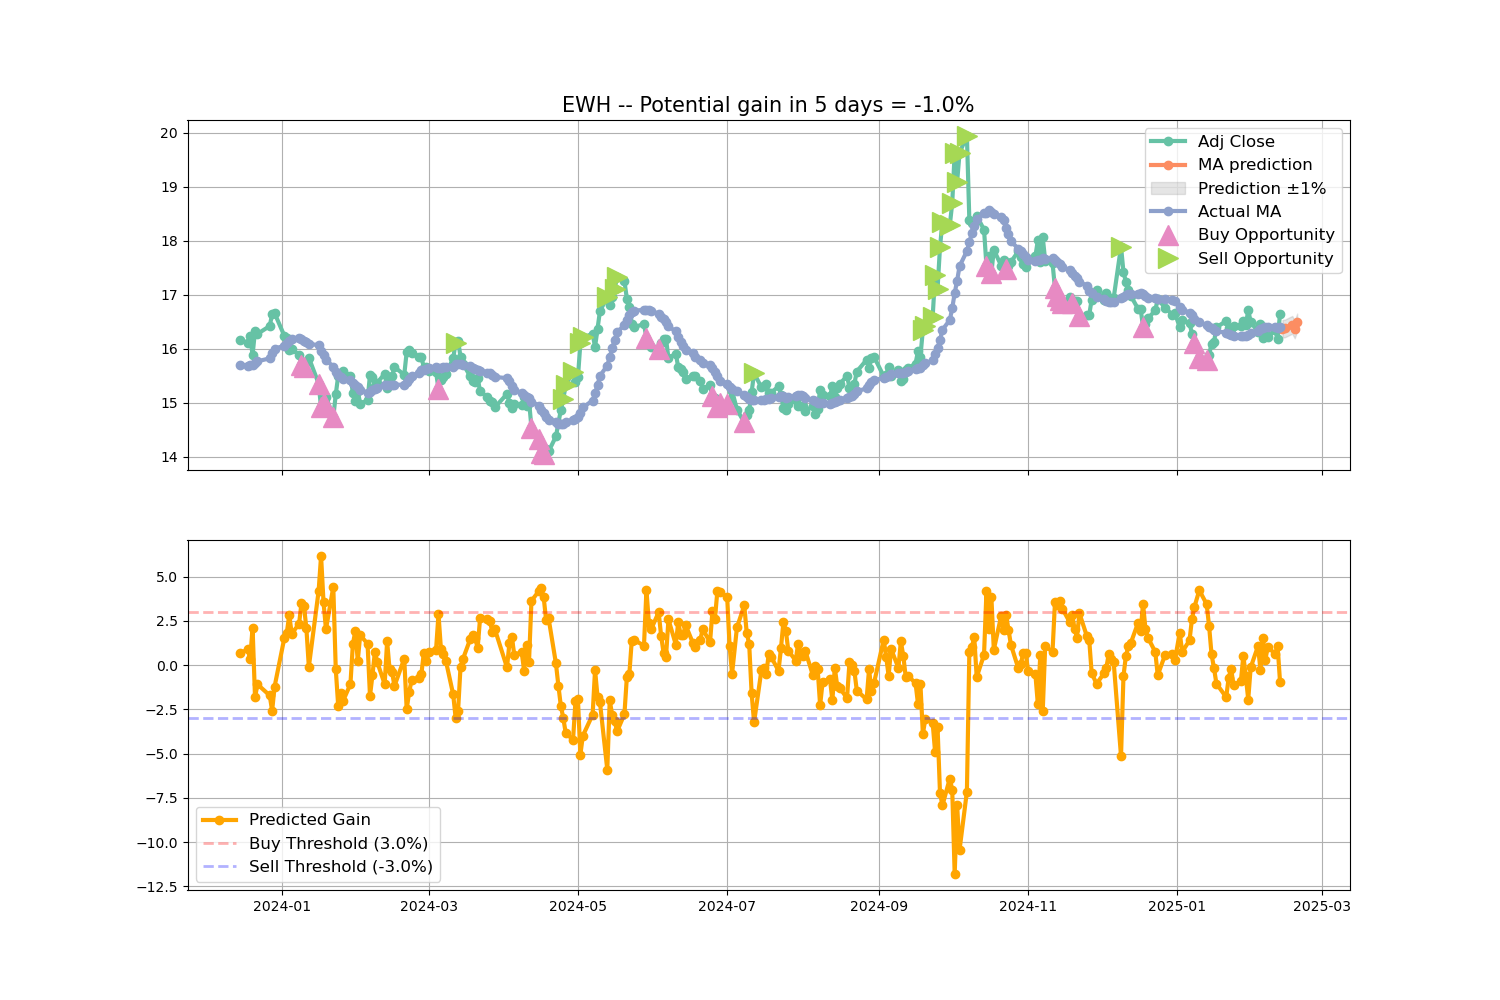 EWH -- Potential gain in 5 days = -1.0%
20
19
18
17
16
15
14
Adj Close
MA prediction
Prediction ±1%
Actual MA
Buy Opportunity
Sell Opportunity
5.0
2.5
0.0
−2.5
−5.0
−7.5
−10.0
−12.5
Predicted Gain
Buy Threshold (3.0%)
Sell Threshold (-3.0%)
2024-01
2024-03
2024-05
2024-07
2024-09
2024-11
2025-01
2025-03